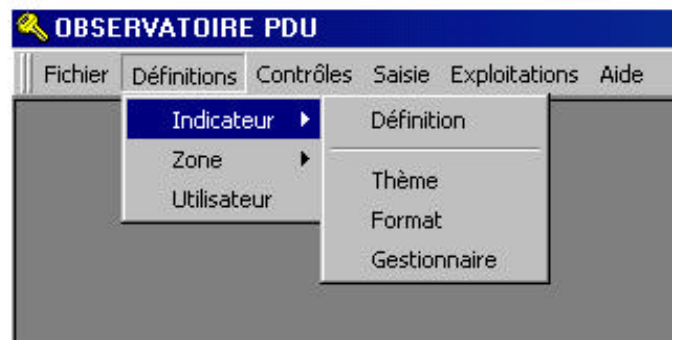 OBSERVATOIRE PDU
Fichier Définitions Contrôles Saisie Exploitations Aide
Indicateur Définition
Zone
Thème
Utilisateur
Format
Gestionnaire